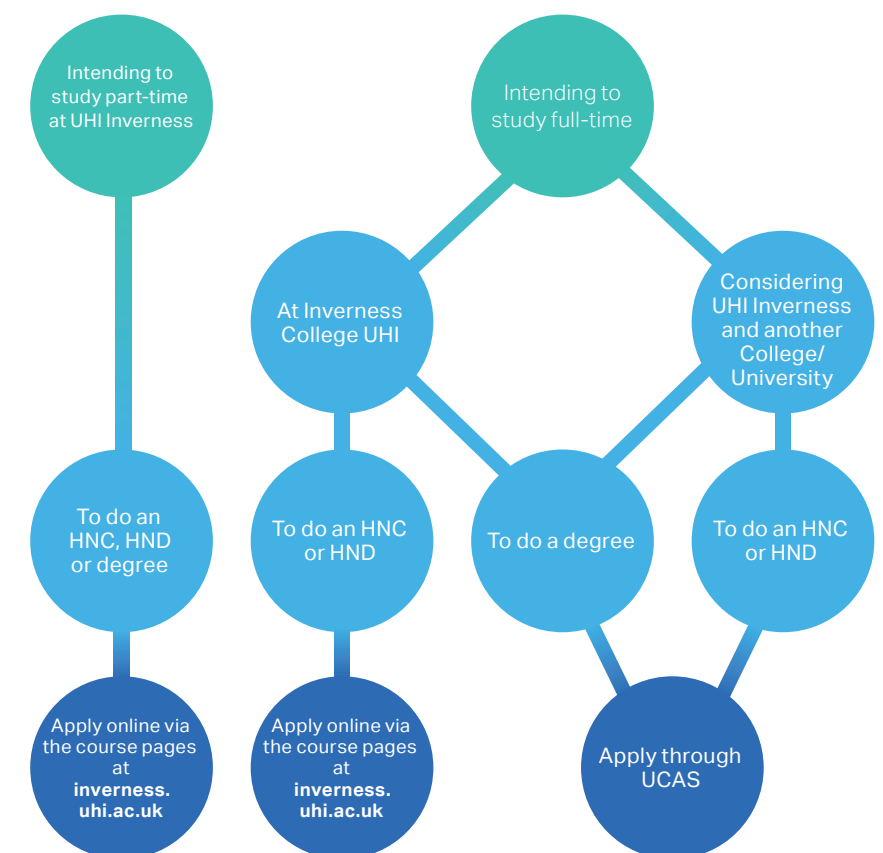 Intending to
study part-time
at UHI Inverness
Intending to
study full-time
At Inverness
College UHI
Considering
UHI Inverness
and another
College/
University
To do an
HNC, HND
or degree
To do an HNC
or HND
To do a degree
To do an HNC
or HND
Apply online via
the course pages
at
inverness.
uhi.ac.uk
Apply online via
the course pages
at
inverness.
uhi.ac.uk
Apply through
UCAS